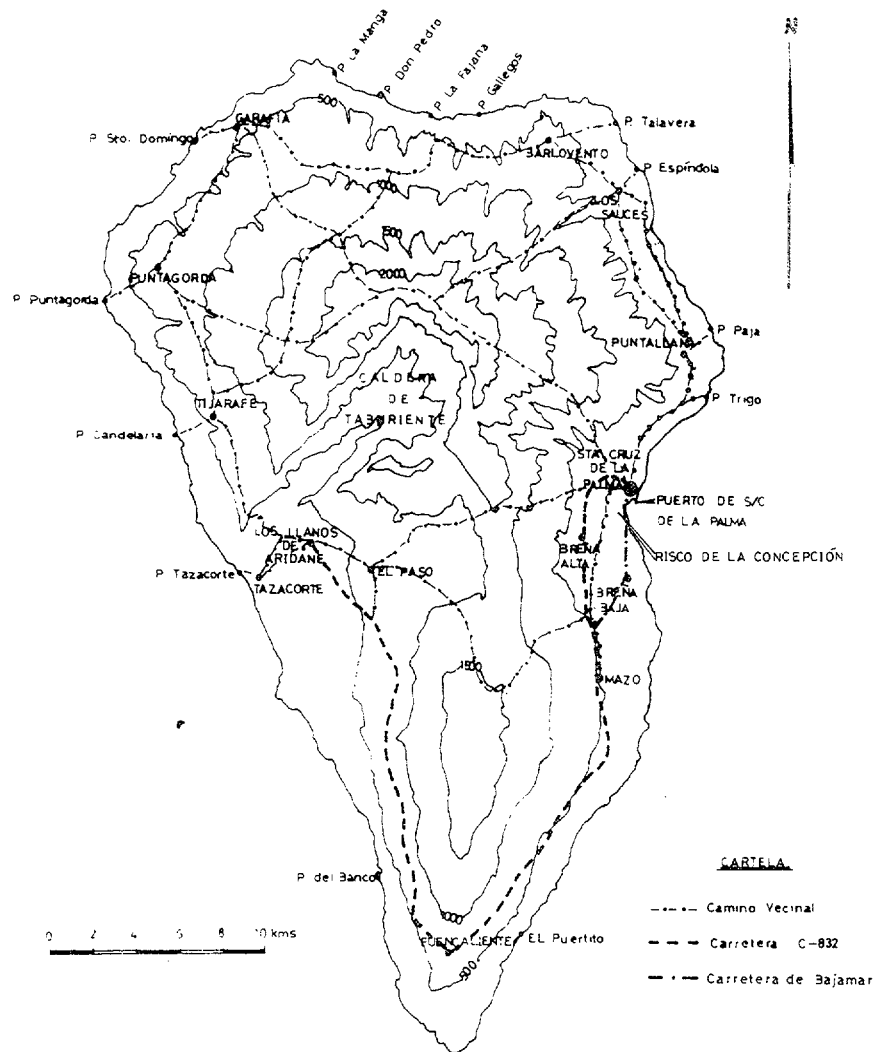 P. La Manga
P. Don Pedro
P. La Fajana
P. Gallegos
500
GARAFIA
P. Sto. Domingo
P. Talavera
BARLOVENTO
P. Espíndola
1000
LOS
SAUCES
1500
2000
PUNTAGORDA
P. Puntagorda
P. Paja
PUNTALLANA
CALDERA
DE
TABURIENTE
TIJARAFE
P. Candelaria
P. Trigo
STA. CRUZ
DE LA
PALMA
PUERTO DE S/C
DE LA PALMA
RISCO DE LA CONCEPCIÓN
LOS LLANOS
DE
ARIDANE
BREÑA
ALTA
P. Tazacorte
TAZACORTE
EL PASO
BREÑA
BAJA
1500
MAZO
P. del Banco
CARTELA
Camino Vecinal
Carretera C-832
Carretera de Bajamar
1000
FUENCALIENTE
EL Puertito
500
0 2 4 6 8 10 kms